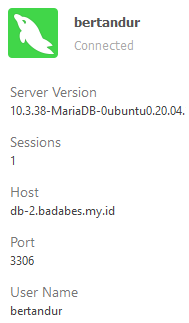 bertandur
Connected
Server Version
10.3.38-MariaDB-0ubuntu0.20.04.
Sessions
1
Host
db-2.badabes.my.id
Port
3306
User Name
bertandur